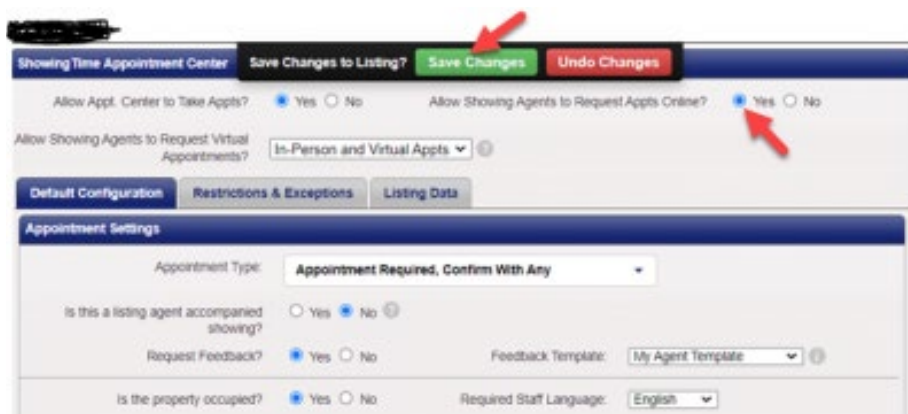 ShowingTime Appointment Center Save Changes to Listing? Save Changes Undo Changes
Allow Appt. Center to Take Appts? Yes No Allow Showing Agents to Request Appts Online? Yes No
Allow Showing Agents to Request Virtual
Appointments? In-Person and Virtual Appts
Default Configuration Restrictions & Exceptions Listing Data
Appointment Settings
Appointment Type: Appointment Required, Confirm With Any
Is this a listing agent accompanied
showing? Yes No
Request Feedback? Yes No Feedback Template: My Agent Template
Is the property occupied? Yes No Required Staff Language: English